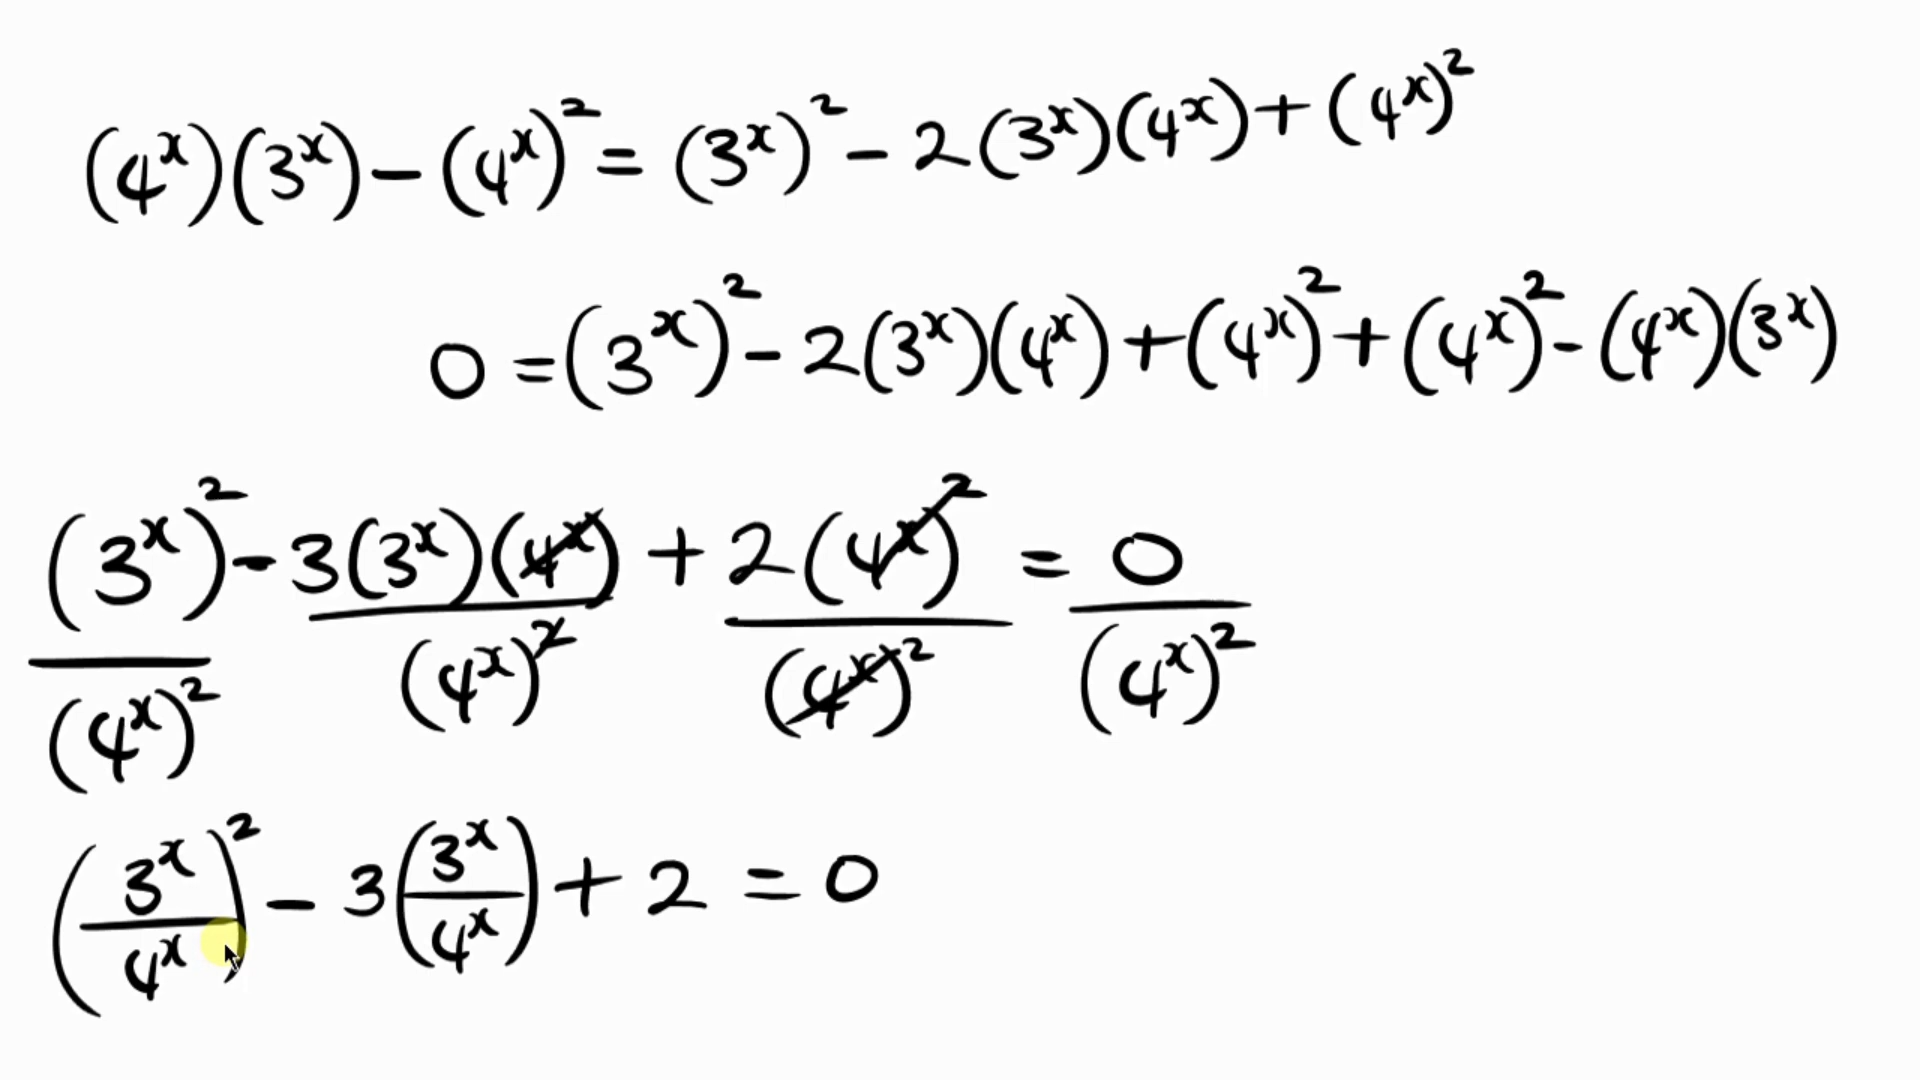 (4^x)(3^x) - (4^x)^2 = (3^x)^2 - 2(3^x)(4^x) + (4^x)^2
0 = (3^x)^2 - 2(3^x)(4^x) + (4^x)^2 + (4^x)^2 - (4^x)(3^x)
(3^x)^2/(4^x)^2 - 3(3^x)(4^x)/(4^x)^2 + 2(4^x)^2/(4^x)^2 = 0/(4^x)^2
(3^x/4^x)^2 - 3(3^x/4^x) + 2 = 0